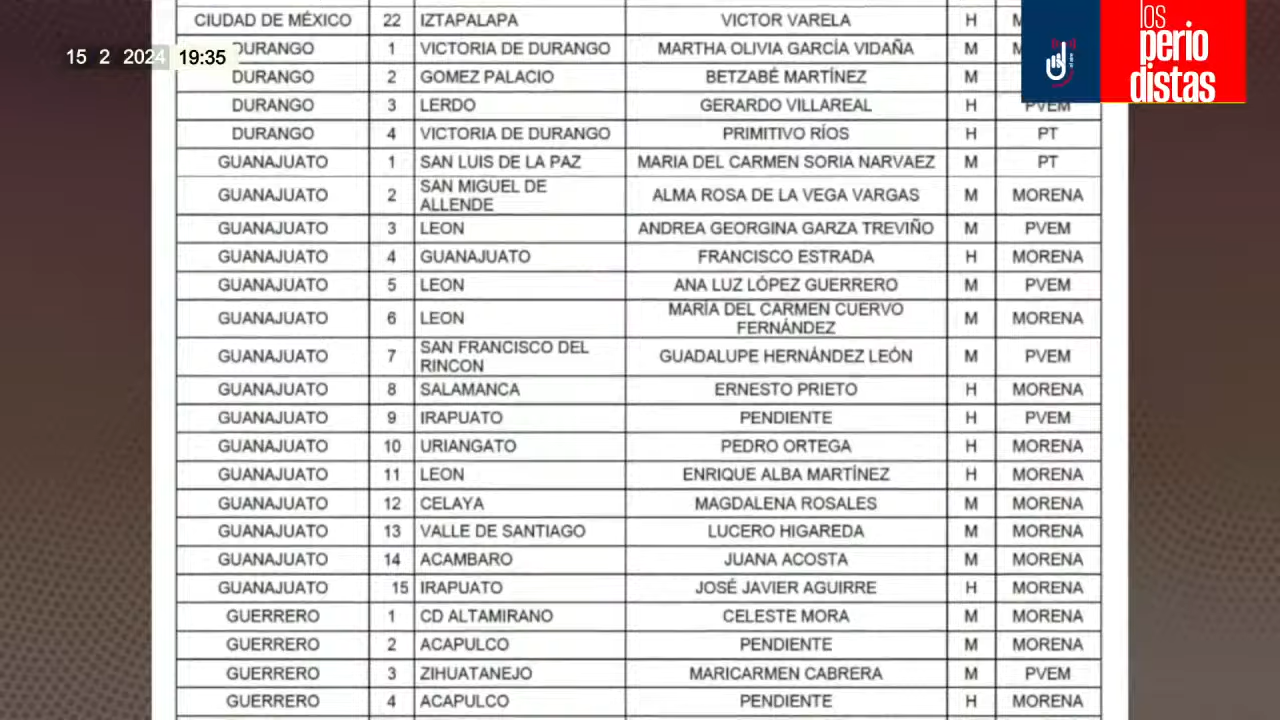 15 2 2024 19:35
los
perio
distas
CIUDAD DE MÉXICO 22 IZTAPALAPA VICTOR VARELA H
DURANGO 1 VICTORIA DE DURANGO MARTHA OLIVIA GARCÍA VIDAÑA M
DURANGO 2 GOMEZ PALACIO BETZABÉ MARTÍNEZ M
DURANGO 3 LERDO GERARDO VILLAREAL H PVEM
DURANGO 4 VICTORIA DE DURANGO PRIMITIVO RÍOS H PT
GUANAJUATO 1 SAN LUIS DE LA PAZ MARIA DEL CARMEN SORIA NARVAEZ M PT
GUANAJUATO 2 SAN MIGUEL DE
ALLENDE ALMA ROSA DE LA VEGA VARGAS M MORENA
GUANAJUATO 3 LEON ANDREA GEORGINA GARZA TREVIÑO M PVEM
GUANAJUATO 4 GUANAJUATO FRANCISCO ESTRADA H MORENA
GUANAJUATO 5 LEON ANA LUZ LÓPEZ GUERRERO M PVEM
GUANAJUATO 6 LEON MARÍA DEL CARMEN CUERVO
FERNÁNDEZ M MORENA
GUANAJUATO 7 SAN FRANCISCO DEL
RINCON GUADALUPE HERNÁNDEZ LEÓN M PVEM
GUANAJUATO 8 SALAMANCA ERNESTO PRIETO H MORENA
GUANAJUATO 9 IRAPUATO PENDIENTE H PVEM
GUANAJUATO 10 URIANGATO PEDRO ORTEGA H MORENA
GUANAJUATO 11 LEON ENRIQUE ALBA MARTÍNEZ H MORENA
GUANAJUATO 12 CELAYA MAGDALENA ROSALES M MORENA
GUANAJUATO 13 VALLE DE SANTIAGO LUCERO HIGAREDA M MORENA
GUANAJUATO 14 ACAMBARO JUANA ACOSTA M MORENA
GUANAJUATO 15 IRAPUATO JOSÉ JAVIER AGUIRRE H MORENA
GUERRERO 1 CD ALTAMIRANO CELESTE MORA M MORENA
GUERRERO 2 ACAPULCO PENDIENTE M MORENA
GUERRERO 3 ZIHUATANEJO MARICARMEN CABRERA M PVEM
GUERRERO 4 ACAPULCO PENDIENTE H MORENA